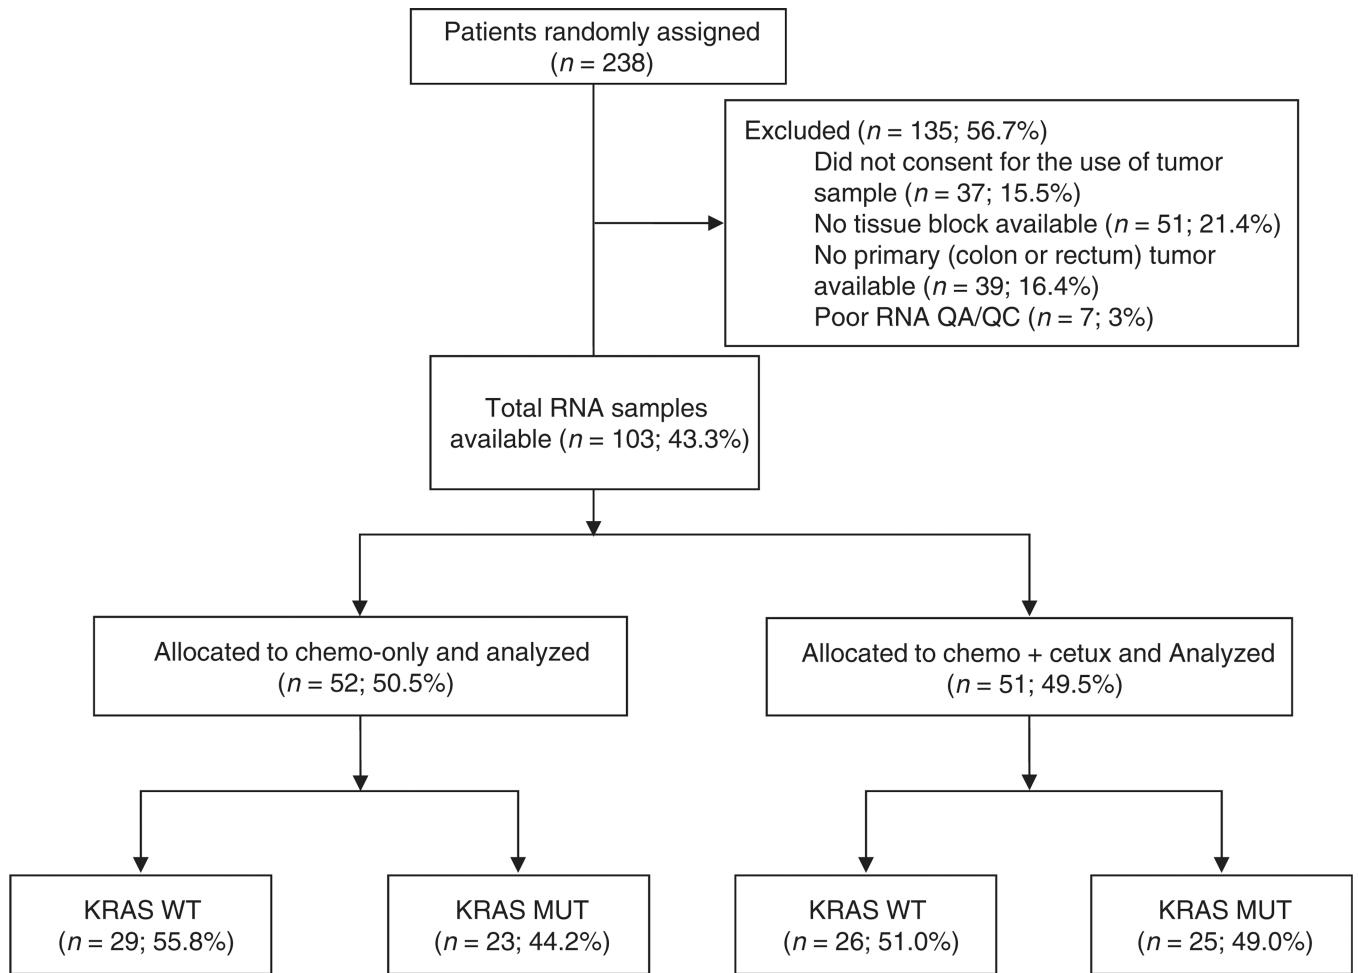 Patients randomly assigned
(n = 238)
Excluded (n = 135; 56.7%)
Did not consent for the use of tumor
sample (n = 37; 15.5%)
No tissue block available (n = 51; 21.4%)
No primary (colon or rectum) tumor
available (n = 39; 16.4%)
Poor RNA QA/QC (n = 7; 3%)
Total RNA samples
available (n = 103; 43.3%)
Allocated to chemo-only and analyzed
(n = 52; 50.5%)
Allocated to chemo + cetux and Analyzed
(n = 51; 49.5%)
KRAS WT
(n = 29; 55.8%)
KRAS MUT
(n = 23; 44.2%)
KRAS WT
(n = 26; 51.0%)
KRAS MUT
(n = 25; 49.0%)